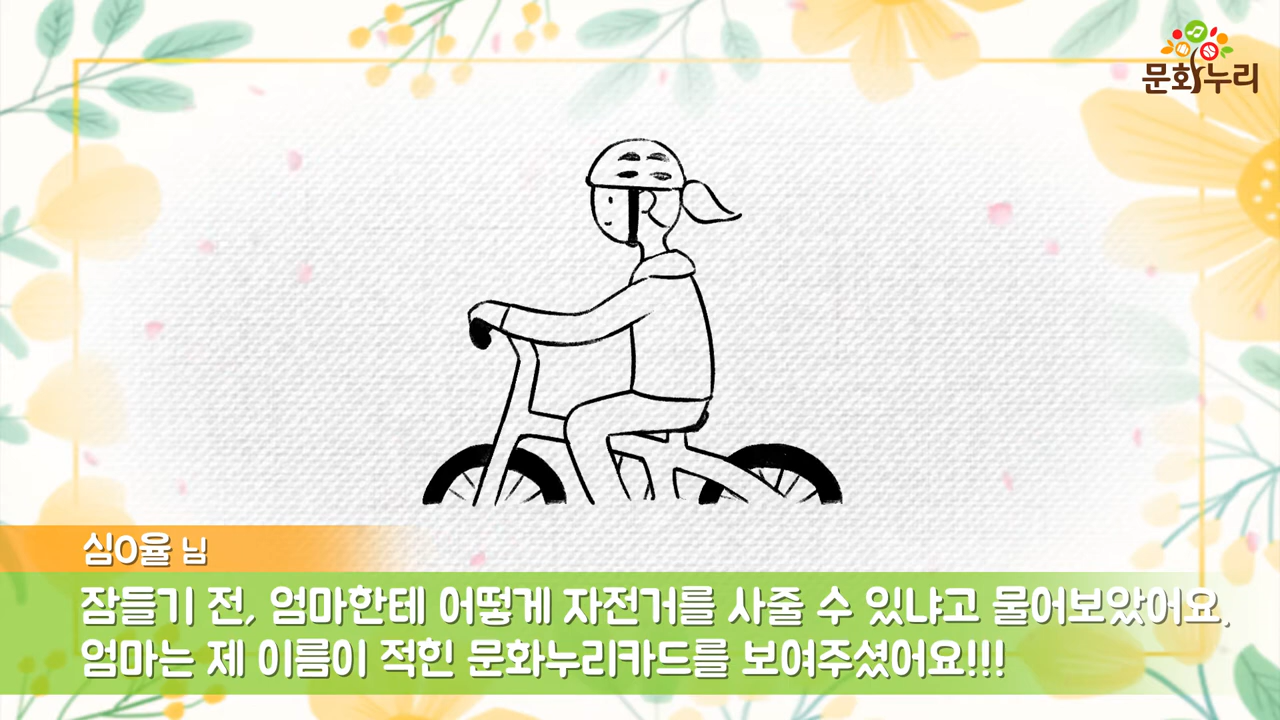 문화누리
심O율 님
잠들기 전, 엄마한테 어떻게 자전거를 사줄 수 있냐고 물어보았어요.
엄마는 제 이름이 적힌 문화누리카드를 보여주셨어요!!!